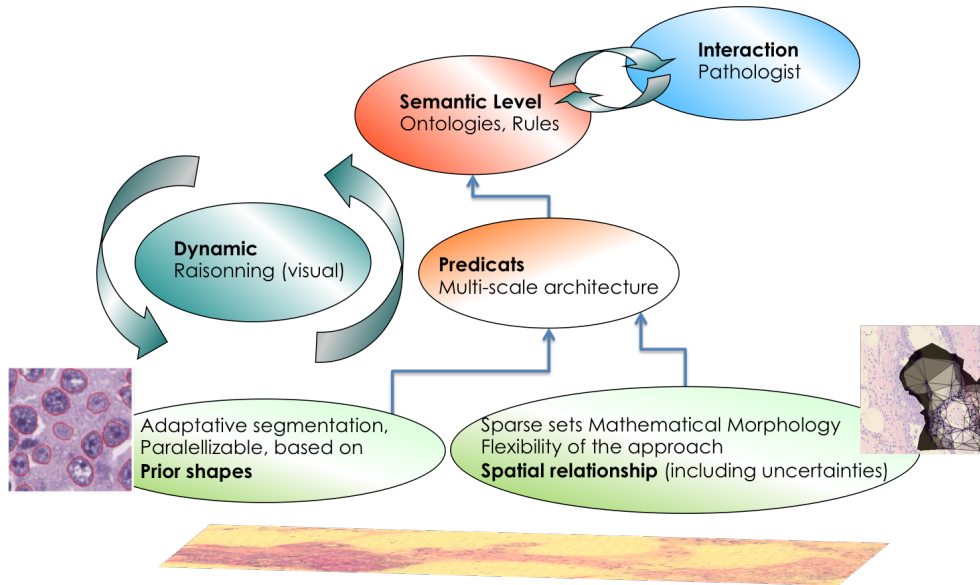 Interaction
Pathologist
Semantic Level
Ontologies, Rules
Dynamic
Raisonning (visual)
Predicats
Multi-scale architecture
Adaptative segmentation,
Paralellizable, based on
Prior shapes
Sparse sets Mathematical Morphology
Flexibility of the approach
Spatial relationship (including uncertainties)